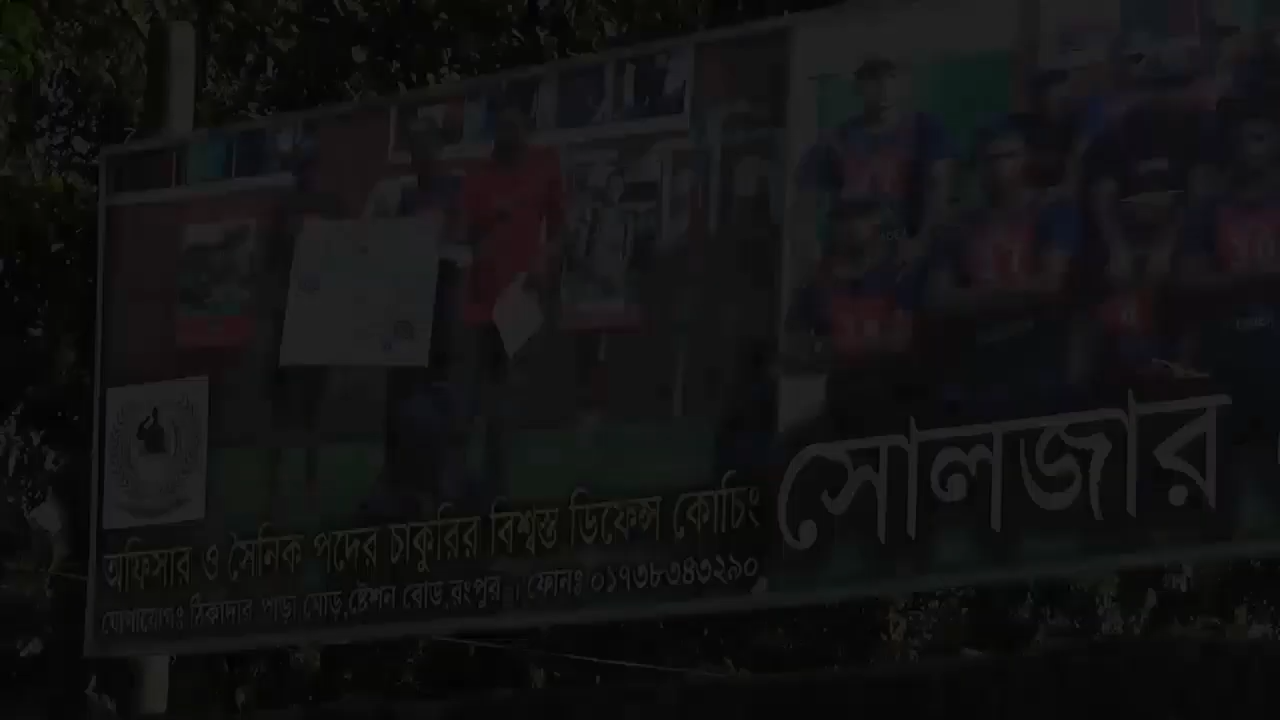 সোলজার
অফিসার ও সৈনিক পদের চাকুরির বিশ্বস্ত ডিফেন্স কোচিং
যোগাযোগঃ ঠিকাদার পাড়া মোড়,ষ্টেশন রোড,রংপুর । ফোনঃ ০১৭৩৮৩৪৩২৯০